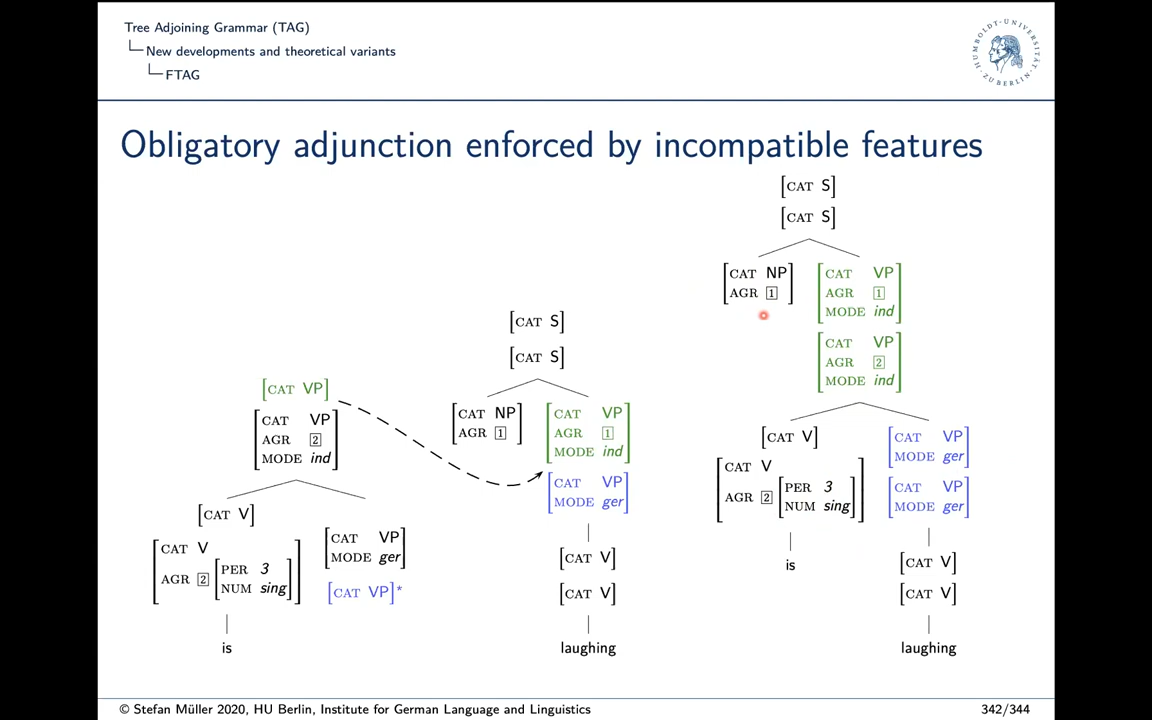 Tree Adjoining Grammar (TAG)
New developments and theoretical variants
FTAG
HUMBOLDT-UNIVERSITÄT ZU BERLIN
Obligatory adjunction enforced by incompatible features
[CAT VP]
[CAT VP
AGR 2
MODE ind]
[CAT V]
[CAT V
AGR 2 [PER 3
NUM sing]]
is
[CAT VP
MODE ger]
[CAT VP]*
[CAT S]
[CAT S]
[CAT NP
AGR 1]
[CAT VP
AGR 1
MODE ind]
[CAT VP
MODE ger]
[CAT V]
[CAT V]
laughing
[CAT S]
[CAT S]
[CAT NP
AGR 1]
[CAT VP
AGR 1
MODE ind]
[CAT VP
AGR 2
MODE ind]
[CAT V]
[CAT V
AGR 2 [PER 3
NUM sing]]
is
[CAT VP
MODE ger]
[CAT VP
MODE ger]
[CAT V]
[CAT V]
laughing
© Stefan Müller 2020, HU Berlin, Institute for German Language and Linguistics
342/344